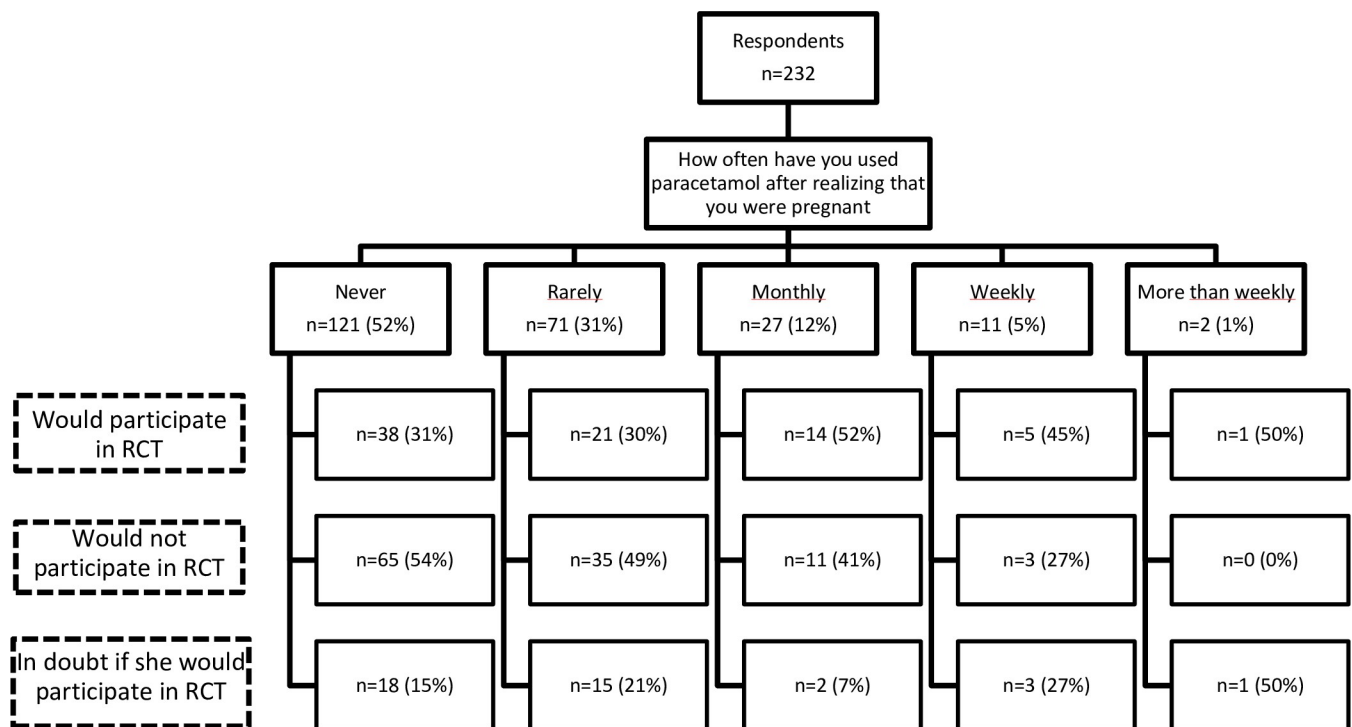 Respondents
n=232
How often have you used
paracetamol after realizing that
you were pregnant
Never
n=121 (52%)
Rarely
n=71 (31%)
Monthly
n=27 (12%)
Weekly
n=11 (5%)
More than weekly
n=2 (1%)
Would participate
in RCT
n=38 (31%)
n=21 (30%)
n=14 (52%)
n=5 (45%)
n=1 (50%)
Would not
participate in RCT
n=65 (54%)
n=35 (49%)
n=11 (41%)
n=3 (27%)
n=0 (0%)
In doubt if she would
participate in RCT
n=18 (15%)
n=15 (21%)
n=2 (7%)
n=3 (27%)
n=1 (50%)